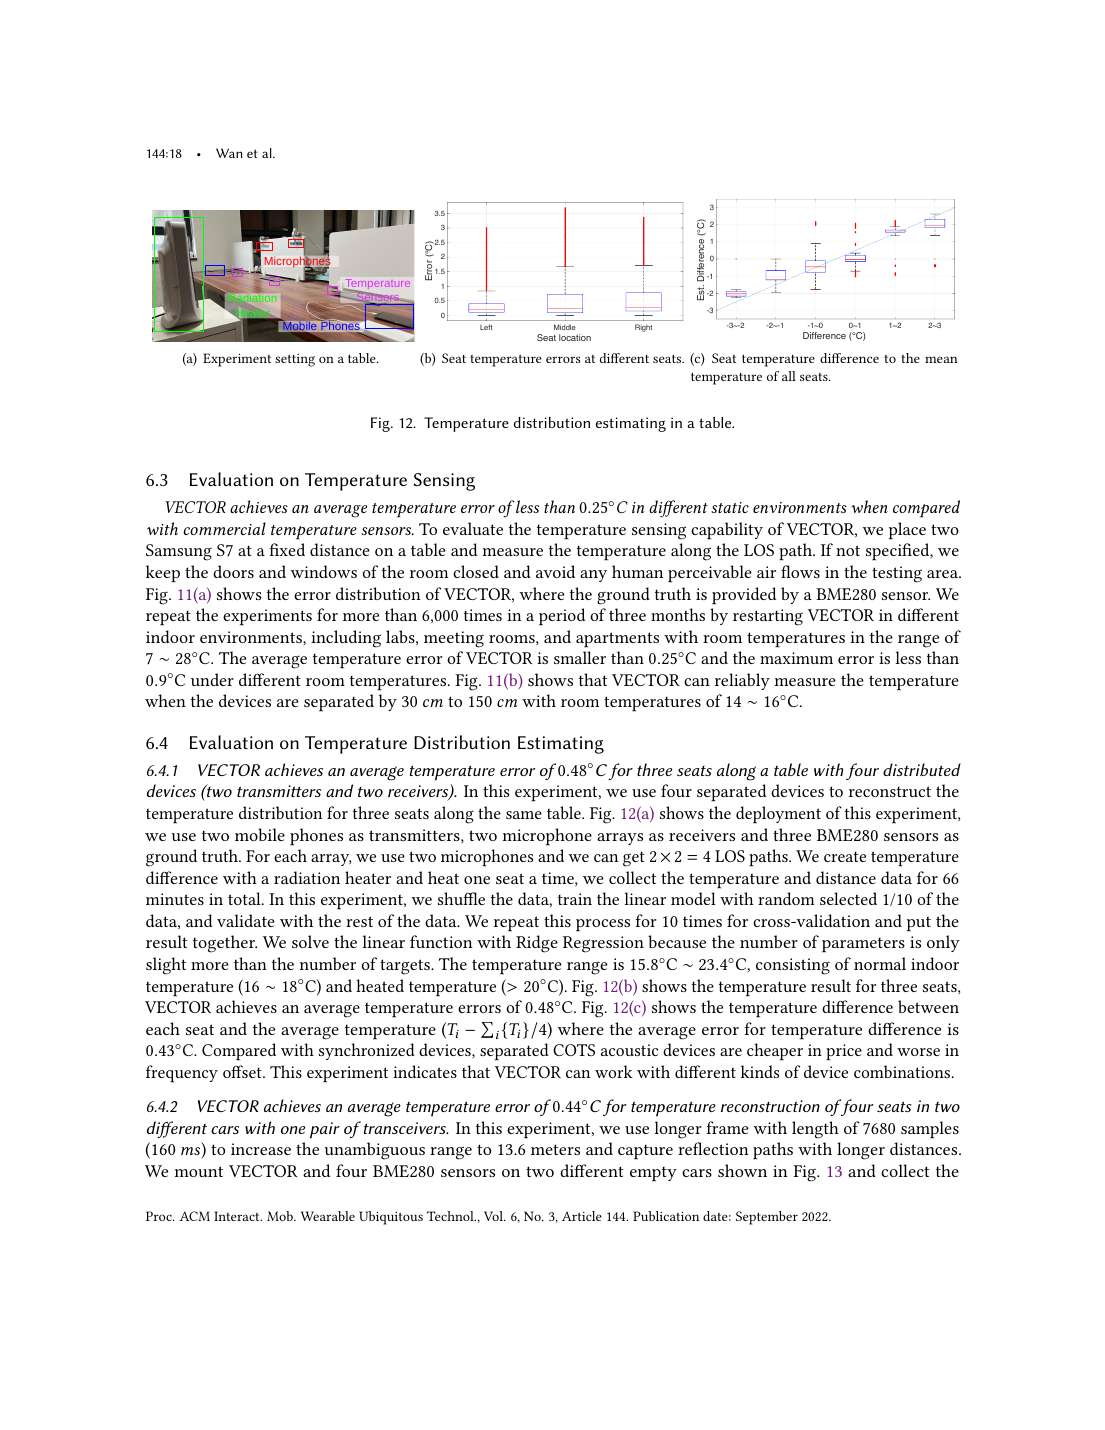 144:18 • Wan et al.
Microphones
Temperature
Sensors
Radiation
Mobile Phones
3.5
3
2.5
2
1.5
1
0.5
0
Error (°C)
Left Middle Right
Seat location
3
2
1
0
-1
-2
-3
Est. Difference (°C)
-3~-2 -2~-1 -1~0 0~1 1~2 2~3
Difference (°C)
(a) Experiment setting on a table.
(b) Seat temperature errors at different seats.
(c) Seat temperature difference to the mean
temperature of all seats.
Fig. 12. Temperature distribution estimating in a table.
6.3 Evaluation on Temperature Sensing
VECTOR achieves an average temperature error of less than 0.25°C in different static environments when compared
with commercial temperature sensors. To evaluate the temperature sensing capability of VECTOR, we place two
Samsung S7 at a fixed distance on a table and measure the temperature along the LOS path. If not specified, we
keep the doors and windows of the room closed and avoid any human perceivable air flows in the testing area.
Fig. 11(a) shows the error distribution of VECTOR, where the ground truth is provided by a BME280 sensor. We
repeat the experiments for more than 6,000 times in a period of three months by restarting VECTOR in different
indoor environments, including labs, meeting rooms, and apartments with room temperatures in the range of
7 ∼ 28°C. The average temperature error of VECTOR is smaller than 0.25°C and the maximum error is less than
0.9°C under different room temperatures. Fig. 11(b) shows that VECTOR can reliably measure the temperature
when the devices are separated by 30 cm to 150 cm with room temperatures of 14 ∼ 16°C.
6.4 Evaluation on Temperature Distribution Estimating
6.4.1 VECTOR achieves an average temperature error of 0.48°C for three seats along a table with four distributed
devices (two transmitters and two receivers). In this experiment, we use four separated devices to reconstruct the
temperature distribution for three seats along the same table. Fig. 12(a) shows the deployment of this experiment,
we use two mobile phones as transmitters, two microphone arrays as receivers and three BME280 sensors as
ground truth. For each array, we use two microphones and we can get 2 × 2 = 4 LOS paths. We create temperature
difference with a radiation heater and heat one seat a time, we collect the temperature and distance data for 66
minutes in total. In this experiment, we shuffle the data, train the linear model with random selected 1/10 of the
data, and validate with the rest of the data. We repeat this process for 10 times for cross-validation and put the
result together. We solve the linear function with Ridge Regression because the number of parameters is only
slight more than the number of targets. The temperature range is 15.8°C ∼ 23.4°C, consisting of normal indoor
temperature (16 ∼ 18°C) and heated temperature (> 20°C). Fig. 12(b) shows the temperature result for three seats,
VECTOR achieves an average temperature errors of 0.48°C. Fig. 12(c) shows the temperature difference between
each seat and the average temperature (Tᵢ − ∑ᵢ{Tᵢ}/4) where the average error for temperature difference is
0.43°C. Compared with synchronized devices, separated COTS acoustic devices are cheaper in price and worse in
frequency offset. This experiment indicates that VECTOR can work with different kinds of device combinations.
6.4.2 VECTOR achieves an average temperature error of 0.44°C for temperature reconstruction of four seats in two
different cars with one pair of transceivers. In this experiment, we use longer frame with length of 7680 samples
(160 ms) to increase the unambiguous range to 13.6 meters and capture reflection paths with longer distances.
We mount VECTOR and four BME280 sensors on two different empty cars shown in Fig. 13 and collect the
Proc. ACM Interact. Mob. Wearable Ubiquitous Technol., Vol. 6, No. 3, Article 144. Publication date: September 2022.